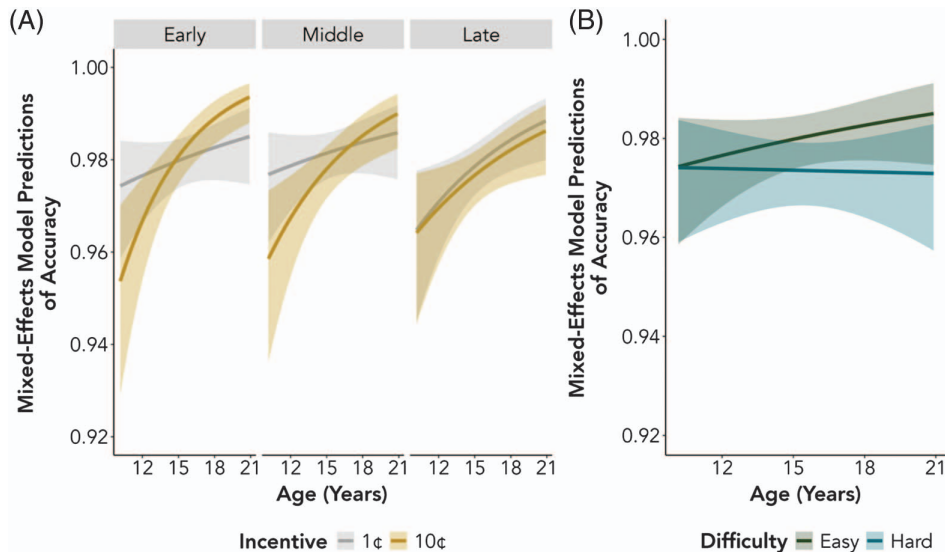 (A)
Early Middle Late
Mixed-Effects Model Predictions
of Accuracy
1.00
0.98
0.96
0.94
0.92
12 15 18 21 12 15 18 21 12 15 18 21
Age (Years)
Incentive 1¢ 10¢
(B)
Mixed-Effects Model Predictions
of Accuracy
1.00
0.98
0.96
0.94
0.92
12 15 18 21
Age (Years)
Difficulty Easy Hard